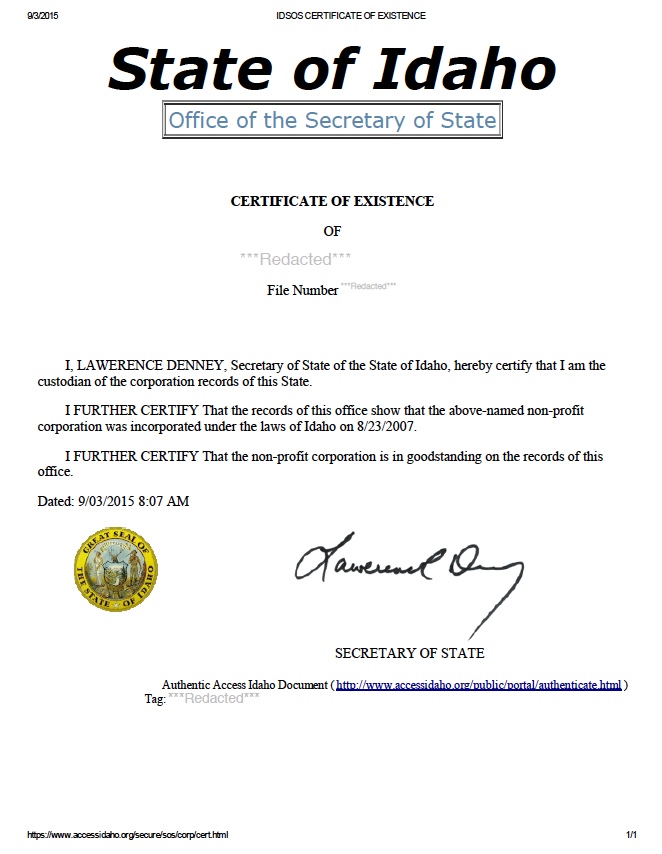 9/3/2015 IDSOS CERTIFICATE OF EXISTENCE
State of Idaho
Office of the Secretary of State
CERTIFICATE OF EXISTENCE
OF
***Redacted***
File Number ***Redacted***
I, LAWERENCE DENNEY, Secretary of State of the State of Idaho, hereby certify that I am the
custodian of the corporation records of this State.
I FURTHER CERTIFY That the records of this office show that the above-named non-profit
corporation was incorporated under the laws of Idaho on 8/23/2007.
I FURTHER CERTIFY That the non-profit corporation is in goodstanding on the records of this
office.
Dated: 9/03/2015 8:07 AM
GREAT SEAL OF
THE STATE OF IDAHO
Lawerence Denney
SECRETARY OF STATE
Authentic Access Idaho Document (http://www.accessidaho.org/public/portal/authenticate.html)
Tag: ***Redacted***
https://www.accessidaho.org/secure/sos/corp/cert.html 1/1